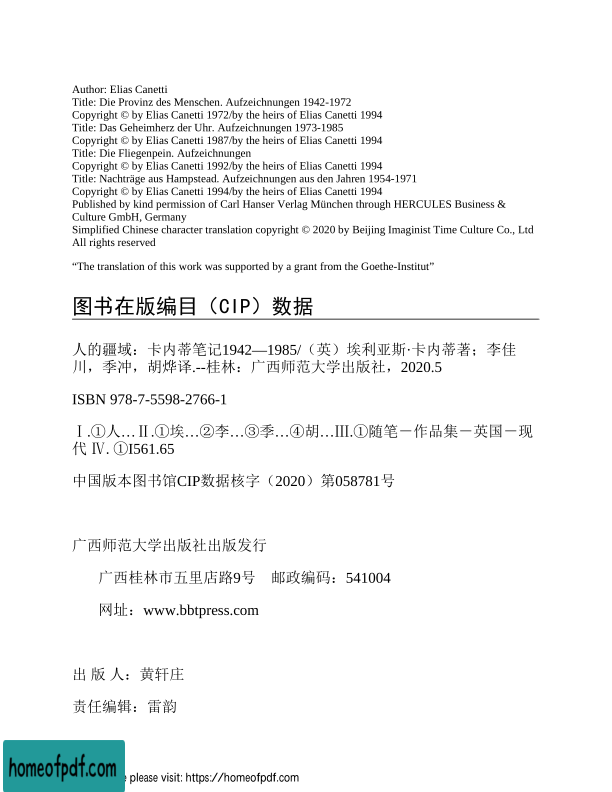 Author: Elias Canetti
Title: Die Provinz des Menschen. Aufzeichnungen 1942-1972
Copyright © by Elias Canetti 1972/by the heirs of Elias Canetti 1994
Title: Das Geheimherz der Uhr. Aufzeichnungen 1973-1985
Copyright © by Elias Canetti 1987/by the heirs of Elias Canetti 1994
Title: Die Fliegenpein. Aufzeichnungen
Copyright © by Elias Canetti 1992/by the heirs of Elias Canetti 1994
Title: Nachträge aus Hampstead. Aufzeichnungen aus den Jahren 1954-1971
Copyright © by Elias Canetti 1994/by the heirs of Elias Canetti 1994
Published by kind permission of Carl Hanser Verlag München through HERCULES Business &
Culture GmbH, Germany
Simplified Chinese character translation copyright © 2020 by Beijing Imaginist Time Culture Co., Ltd
All rights reserved
“The translation of this work was supported by a grant from the Goethe-Institut”
图书在版编目（CIP）数据
人的疆域：卡内蒂笔记1942—1985/（英）埃利亚斯·卡内蒂著；李佳
川，季冲，胡烨译.--桂林：广西师范大学出版社，2020.5
ISBN 978-7-5598-2766-1
Ⅰ.①人…Ⅱ.①埃…②李…③季…④胡…Ⅲ.①随笔－作品集－英国－现
代 Ⅳ. ①I561.65
中国版本图书馆CIP数据核字（2020）第058781号
广西师范大学出版社出版发行
广西桂林市五里店路9号　邮政编码：541004
网址：www.bbtpress.com
出 版 人：黄轩庄
责任编辑：雷韵
homeofpdf.com
e please visit: https://homeofpdf.com